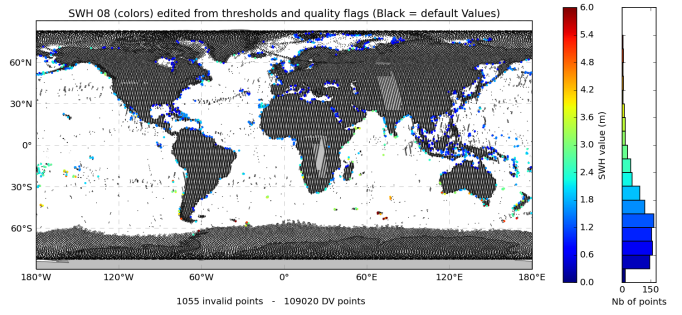 SWH 08 (colors) edited from thresholds and quality flags (Black = default Values)
60°N
30°N
0°
30°S
60°S
180°W 120°W 60°W 0° 60°E 120°E 180°E
1055 invalid points - 109020 DV points
6.0
5.4
4.8
4.2
3.6
3.0
2.4
1.8
1.2
0.6
0.0
SWH value (m)
0 150
Nb of points